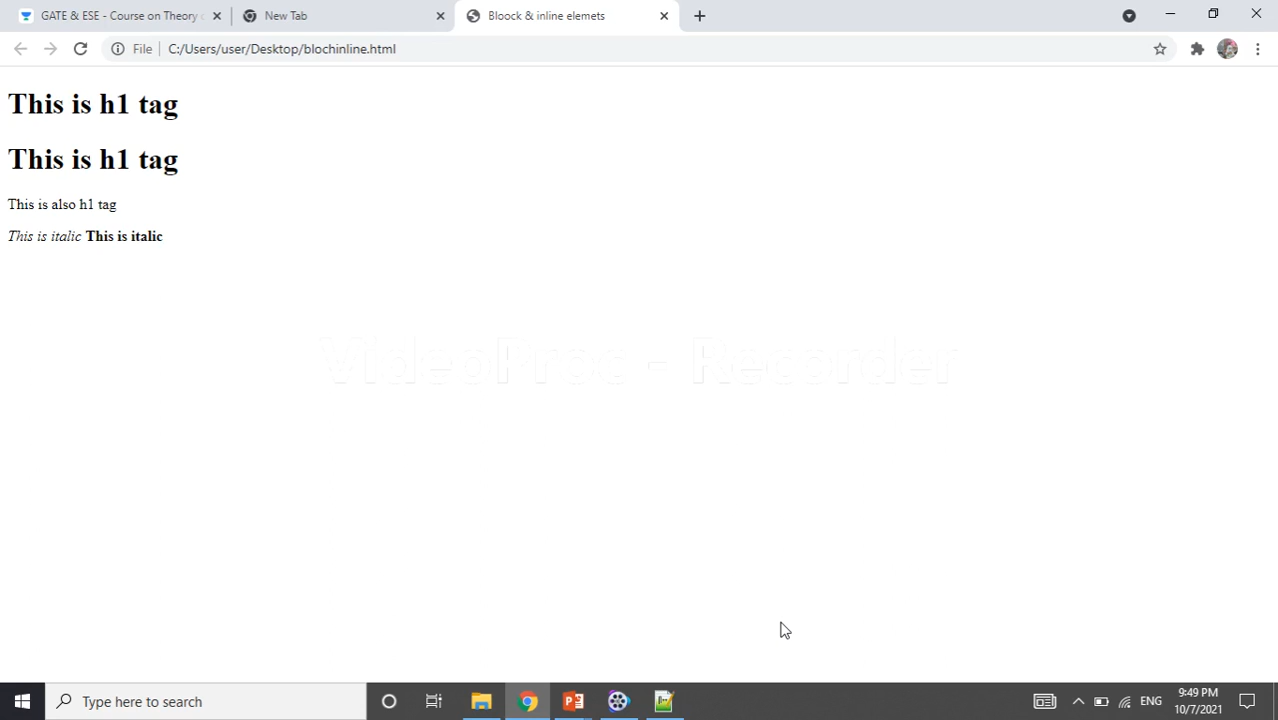 GATE & ESE - Course on Theory
New Tab
Bloock & inline elemets
File
C:/Users/user/Desktop/blochinline.html
This is h1 tag
This is h1 tag
This is also h1 tag
This is italic This is italic
VideoProc - Recorder
Type here to search
ENG
9:49 PM
10/7/2021